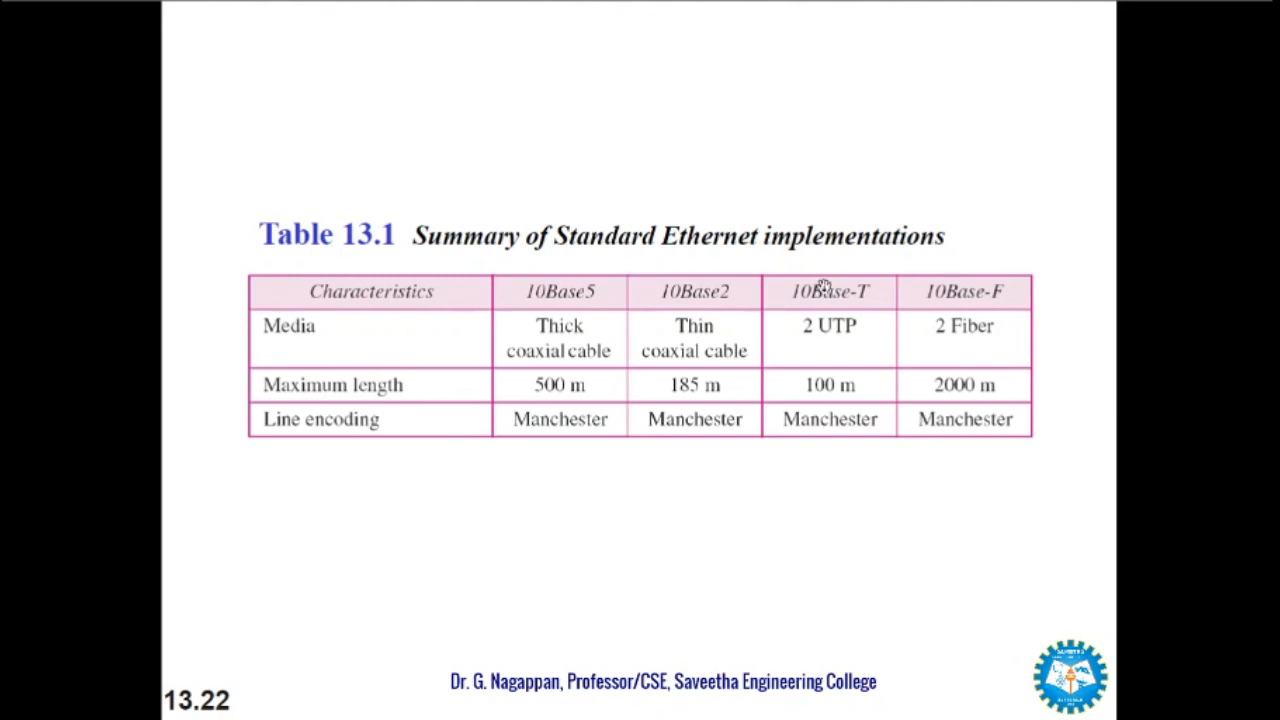 Table 13.1 Summary of Standard Ethernet implementations
Characteristics 10Base5 10Base2 10Base-T 10Base-F
Media Thick coaxial cable Thin coaxial cable 2 UTP 2 Fiber
Maximum length 500 m 185 m 100 m 2000 m
Line encoding Manchester Manchester Manchester Manchester
Dr. G. Nagappan, Professor/CSE, Saveetha Engineering College
13.22
SAVEETHA